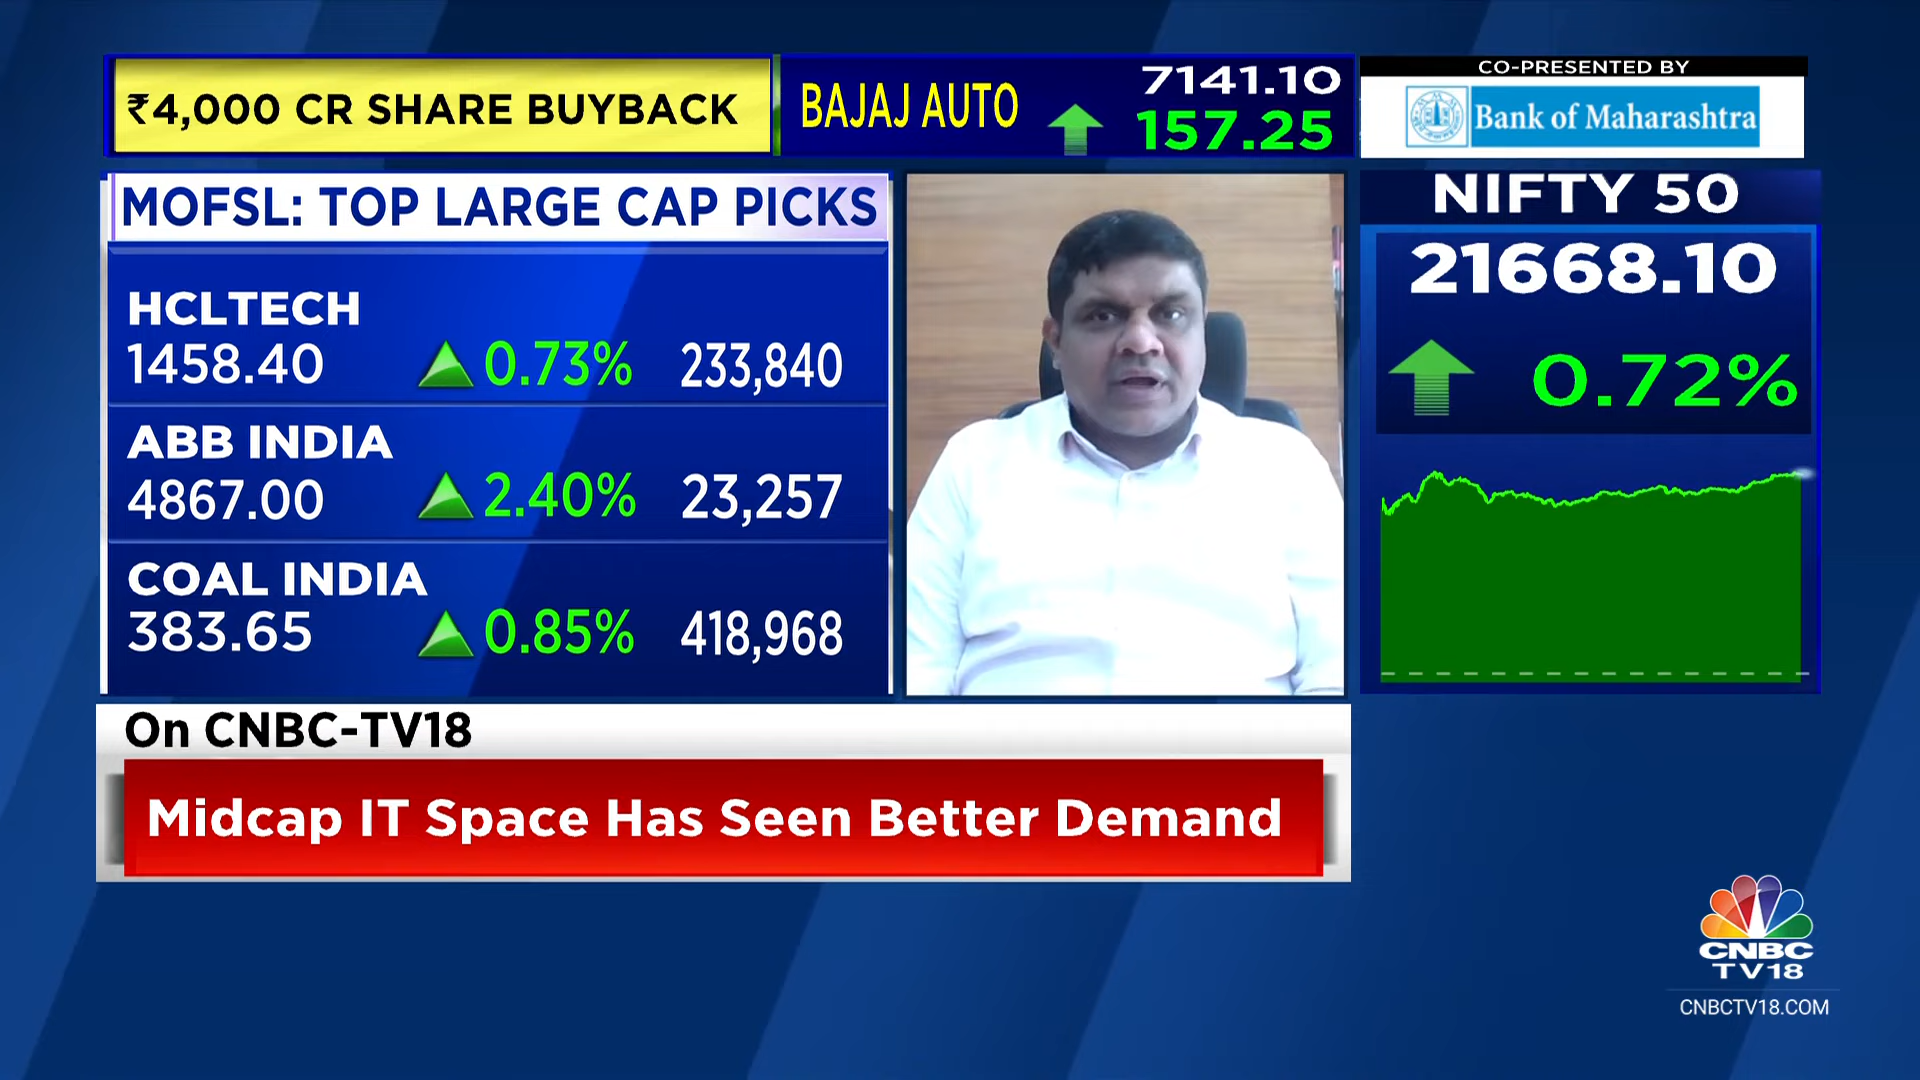 ₹4,000 CR SHARE BUYBACK
BAJAJ AUTO
7141.10
157.25
CO-PRESENTED BY
Bank of Maharashtra
MOFSL: TOP LARGE CAP PICKS
HCLTECH
1458.40 0.73% 233,840
ABB INDIA
4867.00 2.40% 23,257
COAL INDIA
383.65 0.85% 418,968
NIFTY 50
21668.10
0.72%
On CNBC-TV18
Midcap IT Space Has Seen Better Demand
CNBC
TV18
CNBCTV18.COM